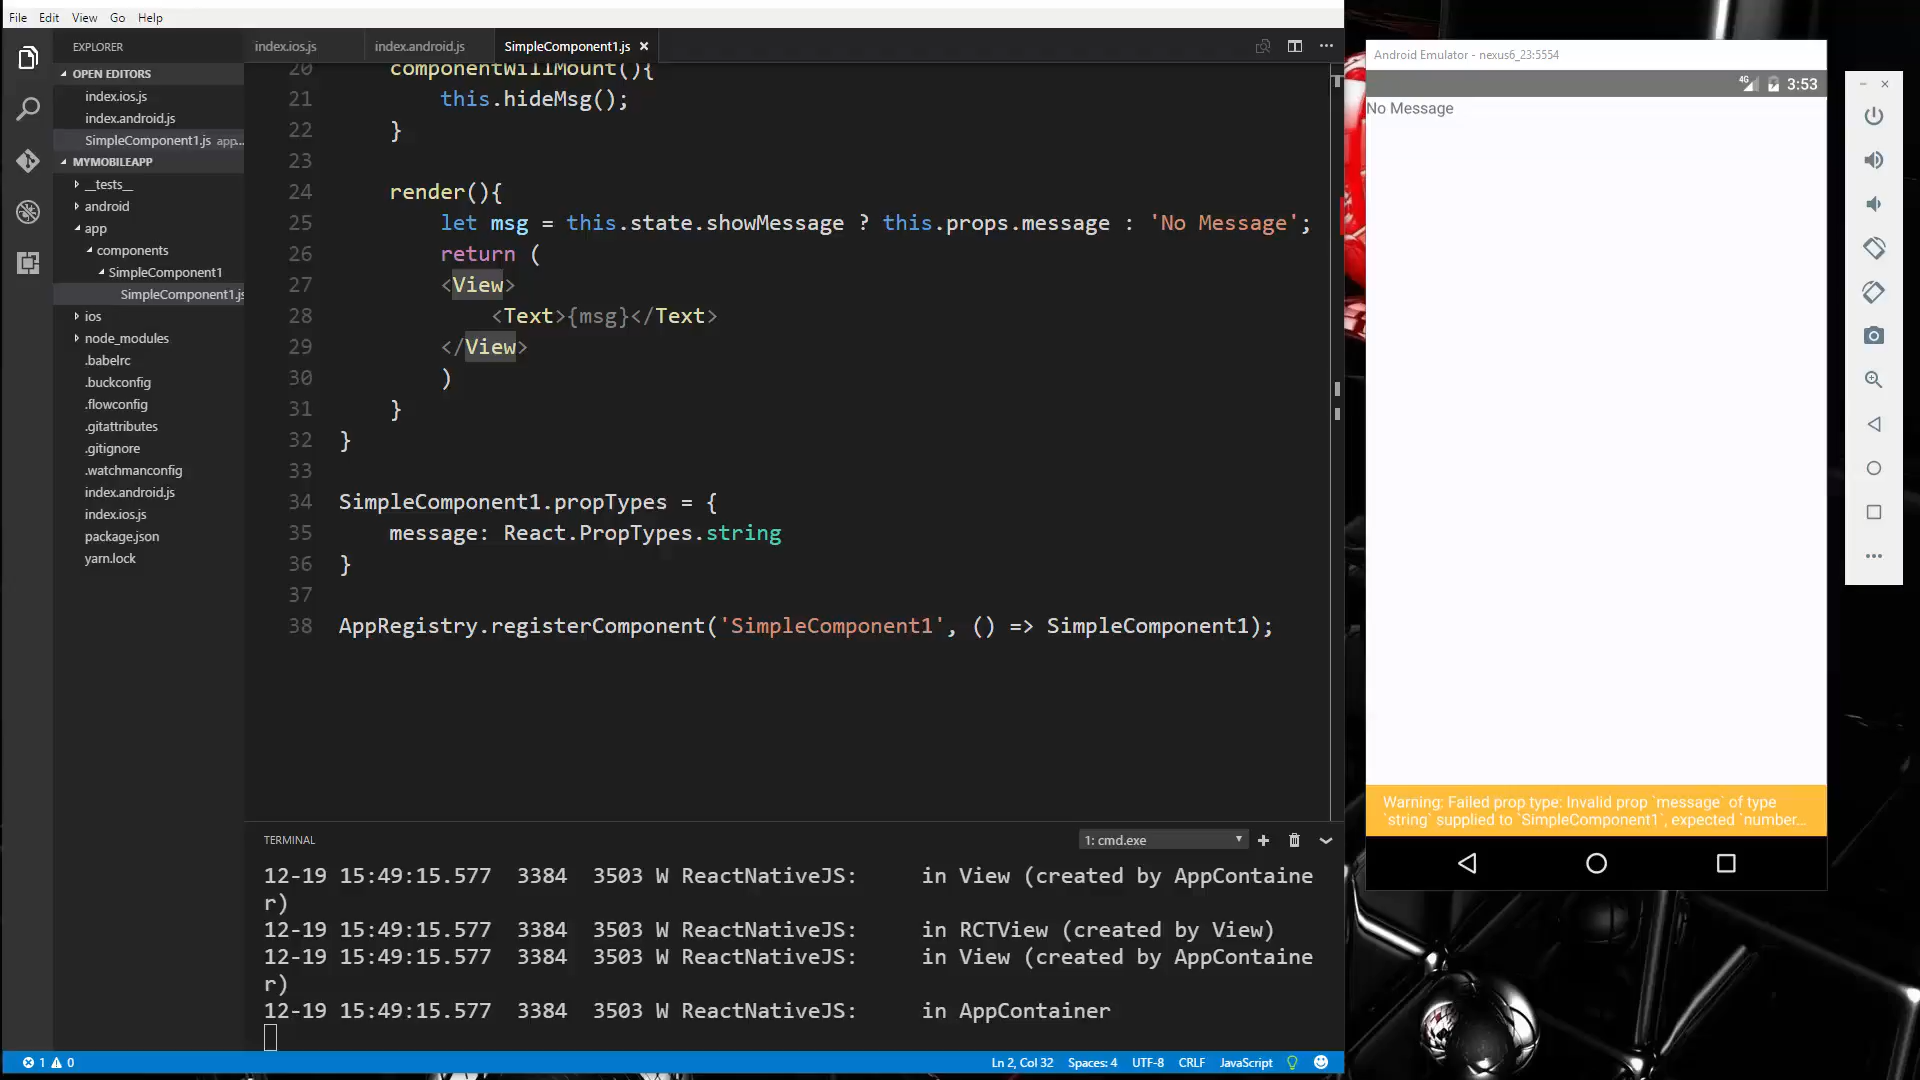 File Edit View Go Help
EXPLORER
OPEN EDITORS
index.ios.js
index.android.js
SimpleComponent1.js app...
MYMOBILEAPP
__tests__
android
app
components
SimpleComponent1
SimpleComponent1.js
ios
node_modules
.babelrc
.buckconfig
.flowconfig
.gitattributes
.gitignore
.watchmanconfig
index.android.js
index.ios.js
package.json
yarn.lock
index.ios.js index.android.js SimpleComponent1.js ×
20 componentWillMount(){
21 this.hideMsg();
22 }
23
24 render(){
25 let msg = this.state.showMessage ? this.props.message : 'No Message';
26 return (
27 <View>
28 <Text>{msg}</Text>
29 </View>
30 )
31 }
32 }
33
34 SimpleComponent1.propTypes = {
35 message: React.PropTypes.string
36 }
37
38 AppRegistry.registerComponent('SimpleComponent1', () => SimpleComponent1);
TERMINAL
1: cmd.exe
12-19 15:49:15.577 3384 3503 W ReactNativeJS: in View (created by AppContaine
r)
12-19 15:49:15.577 3384 3503 W ReactNativeJS: in RCTView (created by View)
12-19 15:49:15.577 3384 3503 W ReactNativeJS: in View (created by AppContaine
r)
12-19 15:49:15.577 3384 3503 W ReactNativeJS: in AppContainer
1 0
Ln 2, Col 32 Spaces: 4 UTF-8 CRLF JavaScript
Android Emulator - nexus6_23:5554
4G 3:53
No Message
Warning: Failed prop type: Invalid prop `message` of type
`string` supplied to `SimpleComponent1`, expected `number...